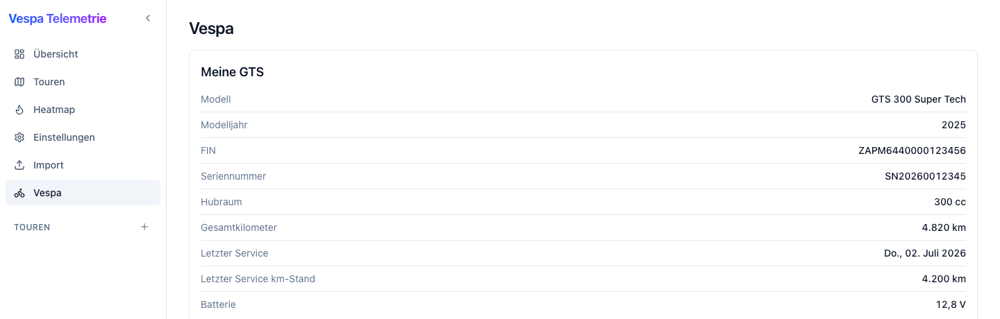 Vespa Telemetrie
Übersicht
Touren
Heatmap
Einstellungen
Import
Vespa
TOUREN
Vespa
Meine GTS
Modell GTS 300 Super Tech
Modelljahr 2025
FIN ZAPM6440000123456
Seriennummer SN20260012345
Hubraum 300 cc
Gesamtkilometer 4.820 km
Letzter Service Do., 02. Juli 2026
Letzter Service km-Stand 4.200 km
Batterie 12,8 V